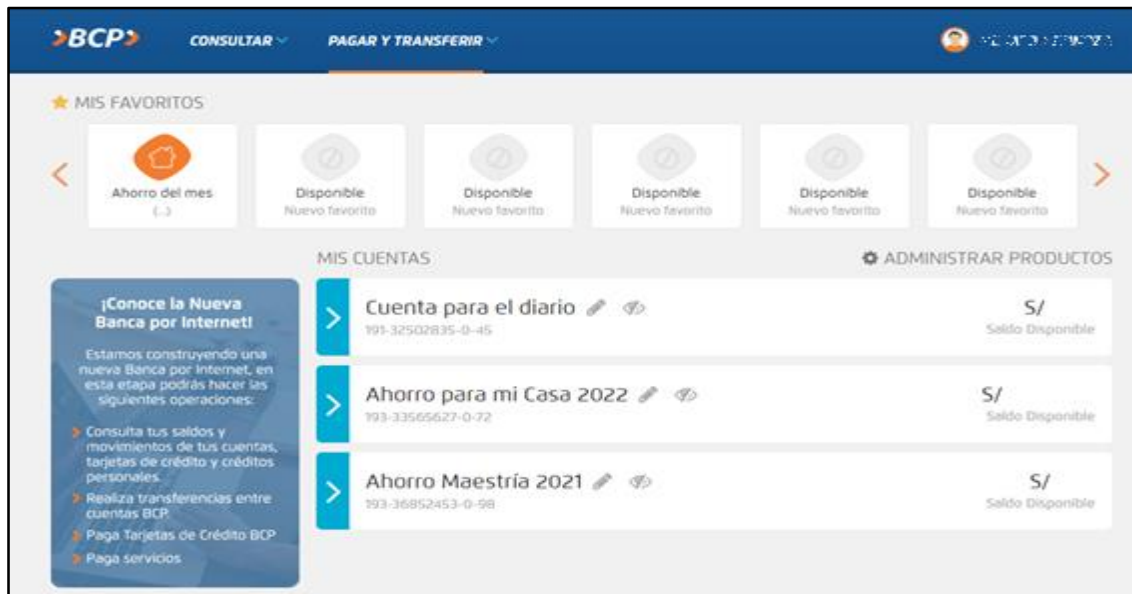 BCP
CONSULTAR
PAGAR Y TRANSFERIR
MIS FAVORITOS
Ahorro del mes
(...)
Disponible
Nuevo favorito
Disponible
Nuevo favorito
Disponible
Nuevo favorito
Disponible
Nuevo favorito
Disponible
Nuevo favorito
MIS CUENTAS
ADMINISTRAR PRODUCTOS
¡Conoce la Nueva
Banca por Internet!
Estamos construyendo una
nueva Banca por Internet, en
esta etapa podrás hacer las
siguientes operaciones:
Consulta tus saldos y
movimientos de tus cuentas,
tarjetas de crédito y créditos
personales.
Realiza transferencias entre
cuentas BCP.
Paga Tarjetas de Crédito BCP
Paga servicios
Cuenta para el diario
191-32502835-0-45
S/
Saldo Disponible
Ahorro para mi Casa 2022
193-33565627-0-72
S/
Saldo Disponible
Ahorro Maestría 2021
193-36852453-0-98
S/
Saldo Disponible